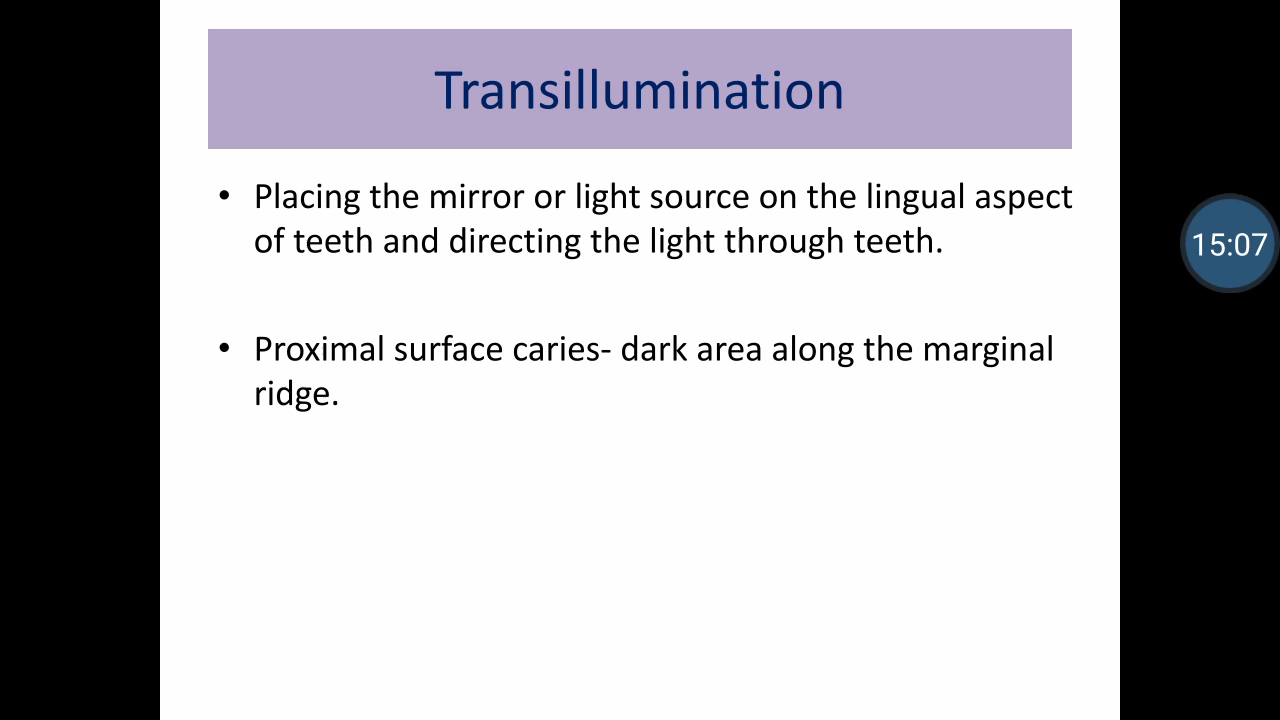 Transillumination
• Placing the mirror or light source on the lingual aspect
of teeth and directing the light through teeth.
• Proximal surface caries- dark area along the marginal
ridge.
15:07